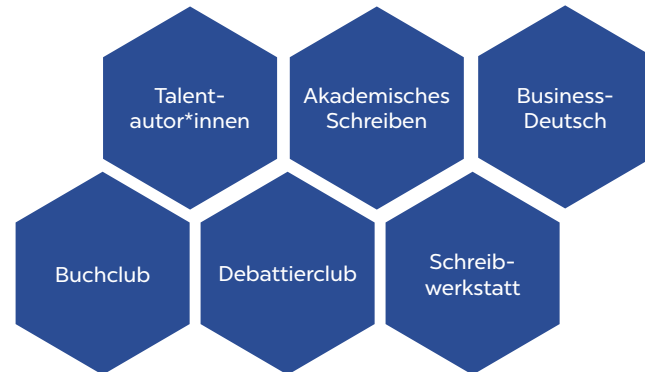 Talent-
autor*innen
Akademisches
Schreiben
Business-
Deutsch
Buchclub
Debattierclub
Schreib-
werkstatt